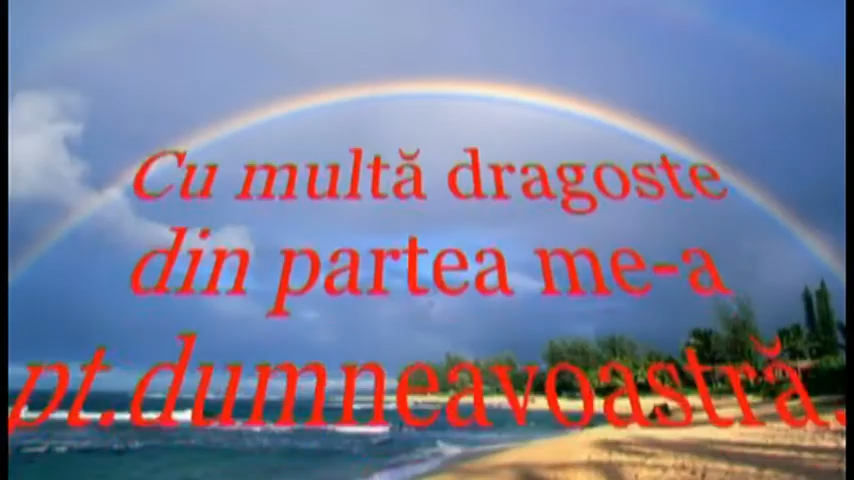 Cu multă dragoste
din partea me-a
pt.dumneavoastră.